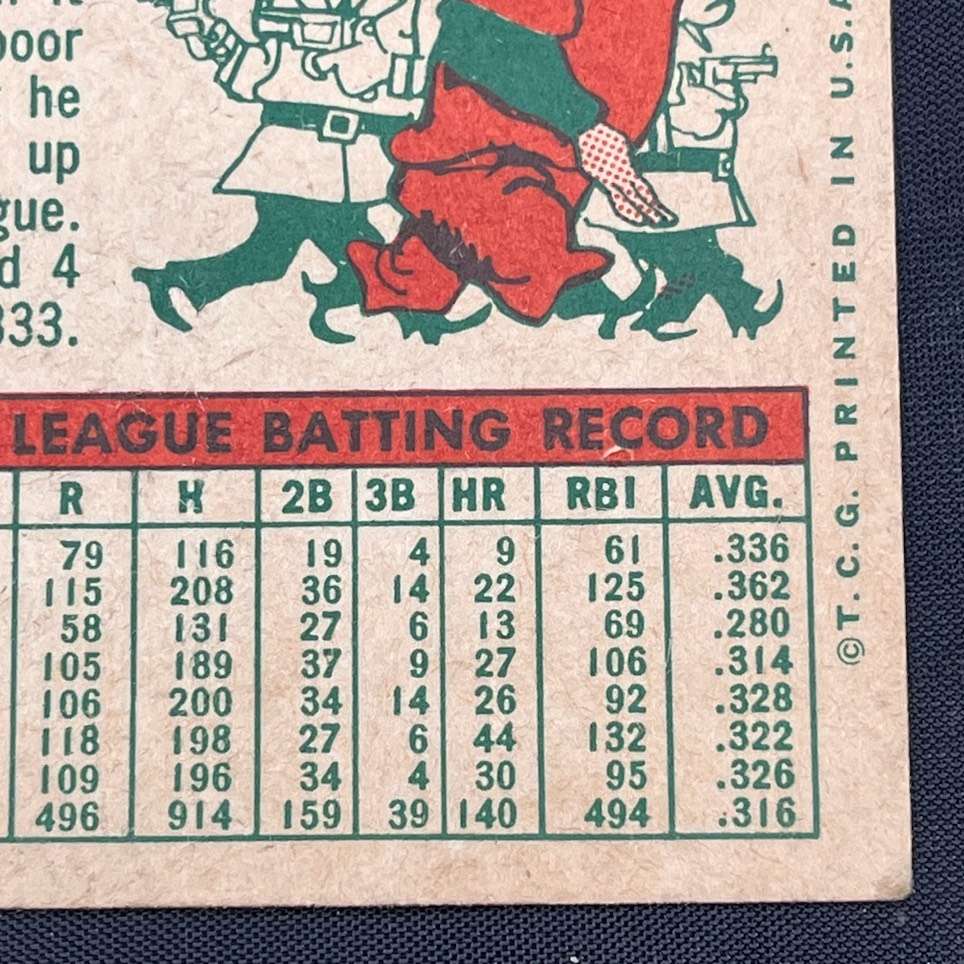 he
up
gue.
4
333.
LEAGUE BATTING RECORD
R H 2B 3B HR RBI AVG.
79 116 19 4 9 61 .336
115 208 36 14 22 125 .362
58 131 27 6 13 69 .280
105 189 37 9 27 106 .314
106 200 34 14 26 92 .328
118 198 27 6 44 132 .322
109 196 34 4 30 95 .326
496 914 159 39 140 494 .316
©T. C. G. PRINTED IN U.S.A